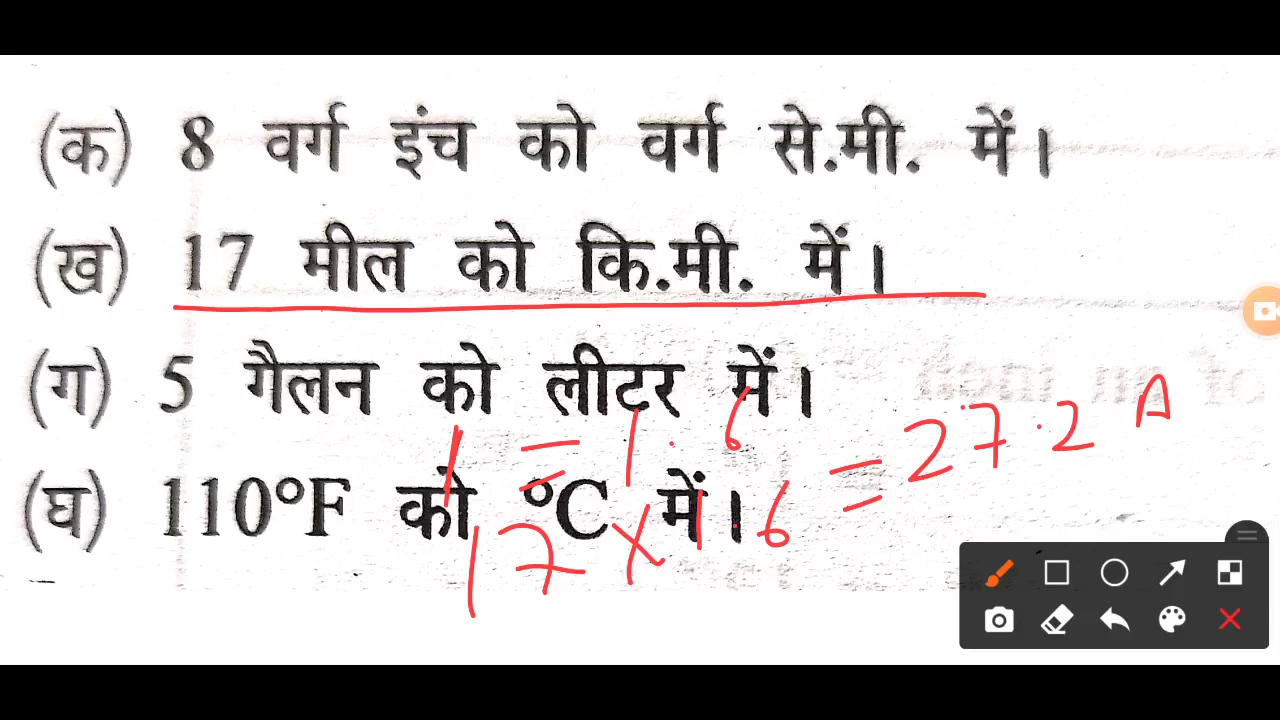 (क) 8 वर्ग इंच को वर्ग से.मी. में।
(ख) 17 मील को कि.मी. में।
(ग) 5 गैलन को लीटर में।
1 = 1.6
(घ) 110°F को °C में।
17 x 1.6 = 27.2 A